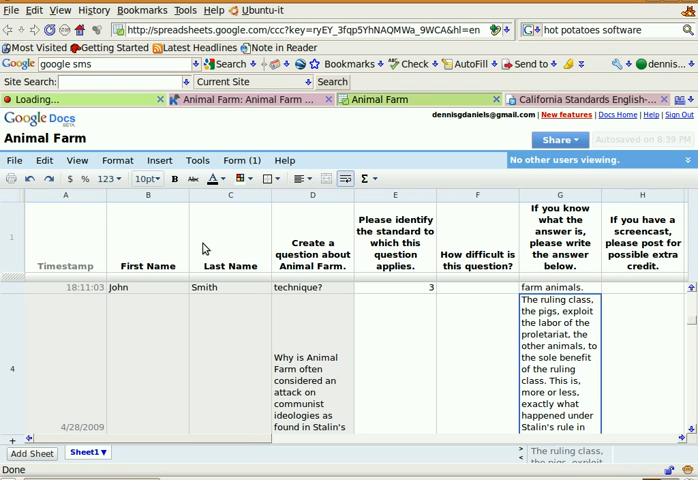 File Edit View History Bookmarks Tools Help Ubuntu-it
http://spreadsheets.google.com/ccc?key=ryEY_3fqp5YhNAQMWa_9WCA&hl=en
hot potatoes software
Most Visited Getting Started Latest Headlines Note in Reader
Google google sms Search Bookmarks Check AutoFill Send to dennis...
Site Search: Current Site Search
Loading... Animal Farm: Animal Farm ... Animal Farm California Standards English-...
Google Docs BETA
dennisgdaniels@gmail.com | New features | Docs Home | Help | Sign Out
Animal Farm
Share Autosaved on 8:39 PM
File Edit View Format Insert Tools Form (1) Help
No other users viewing.
$ % 123 10pt B Abc A Σ
A B C D E F G H
1
Timestamp
First Name
Last Name
Create a
question about
Animal Farm.
Please identify
the standard to
which this
question
applies.
How difficult is
this question?
If you know
what the
answer is,
please write
the answer
below.
If you have a
screencast,
please post for
possible extra
credit.
18:11:03 John Smith technique? 3 farm animals.
4
4/28/2009
Why is Animal
Farm often
considered an
attack on
communist
ideologies as
found in Stalin's
The ruling class,
the pigs, exploit
the labor of the
proletariat, the
other animals, to
the sole benefit
of the ruling
class. This is,
more or less,
exactly what
happened under
Stalin's rule in
+
Add Sheet Sheet1
The ruling class,
the pigs, exploit
Done